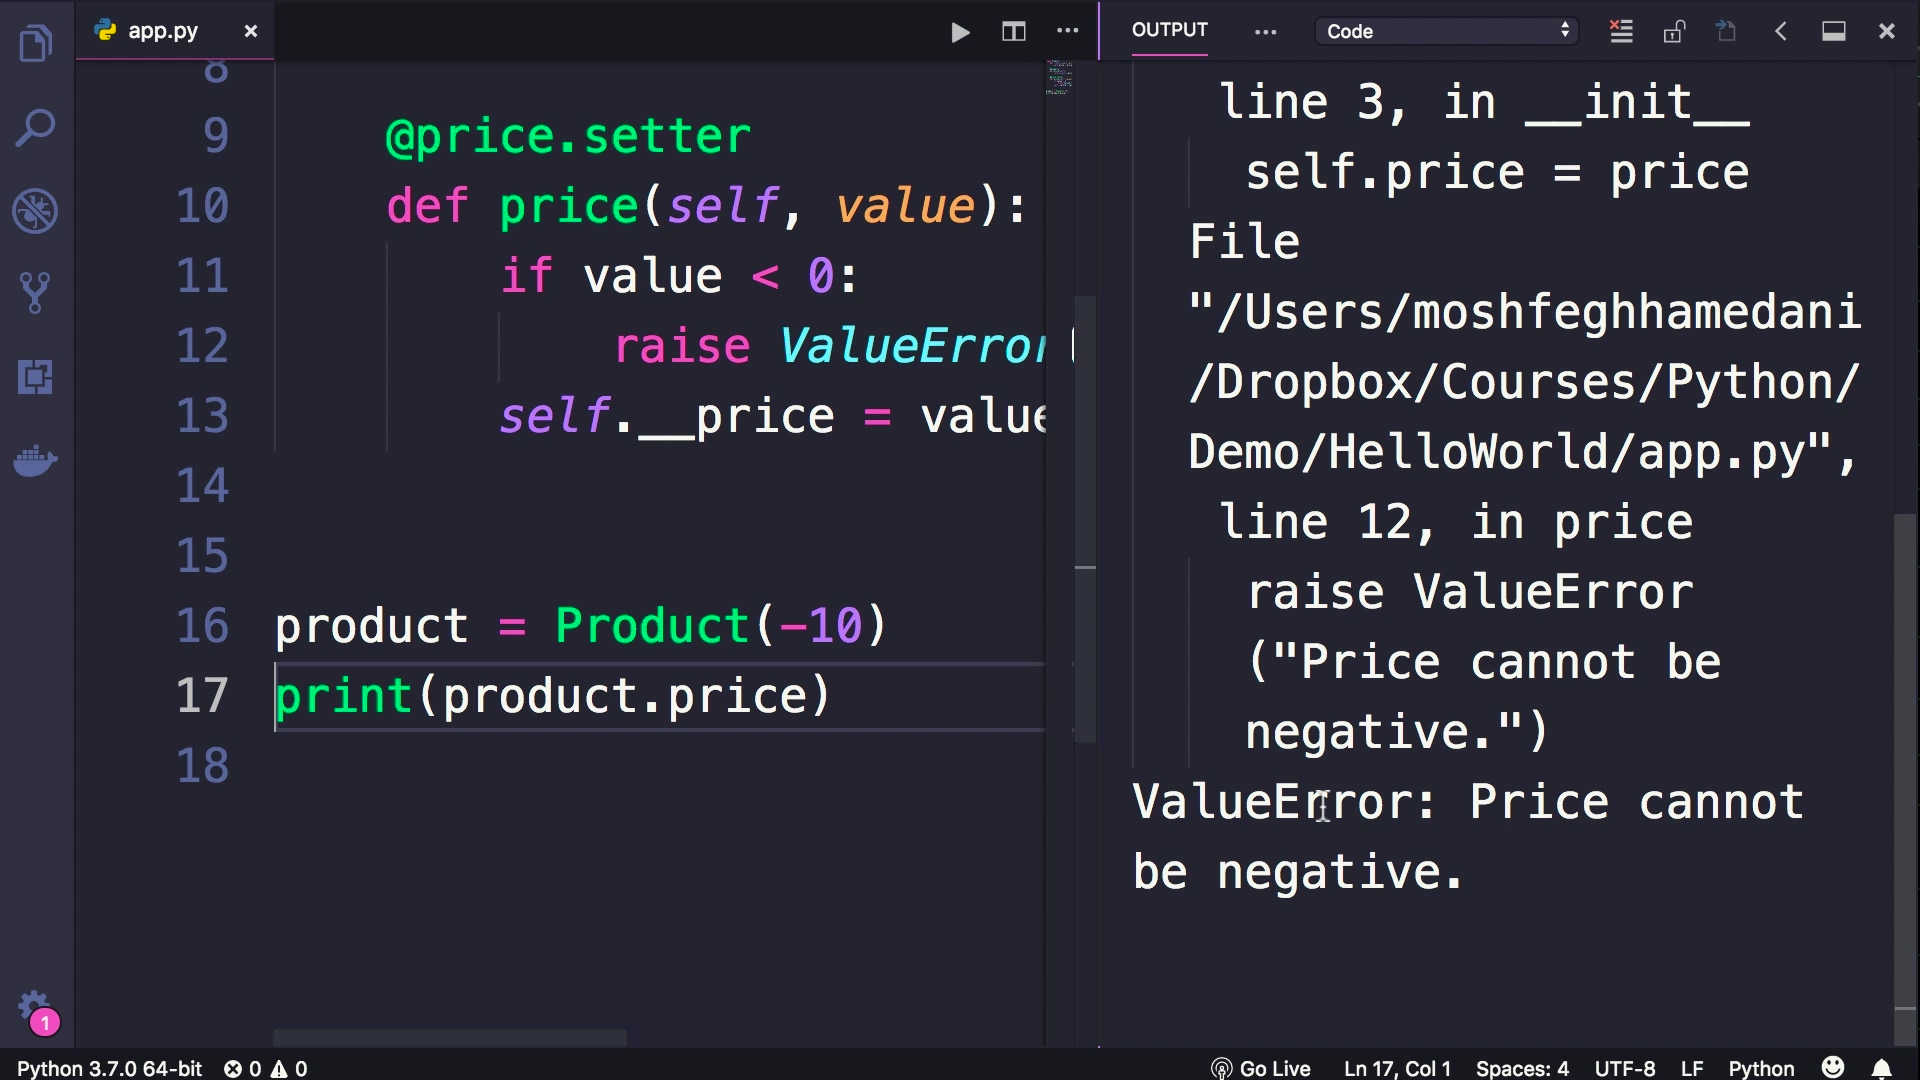 app.py
OUTPUT
Code
8
9 @price.setter
10 def price(self, value):
11 if value < 0:
12 raise ValueError
13 self.__price = value
14
15
16 product = Product(-10)
17 print(product.price)
18
line 3, in __init__
self.price = price
File
"/Users/moshfeghhamedani
/Dropbox/Courses/Python/
Demo/HelloWorld/app.py",
line 12, in price
raise ValueError
("Price cannot be
negative.")
ValueError: Price cannot
be negative.
1
Python 3.7.0 64-bit 0 0 Go Live Ln 17, Col 1 Spaces: 4 UTF-8 LF Python